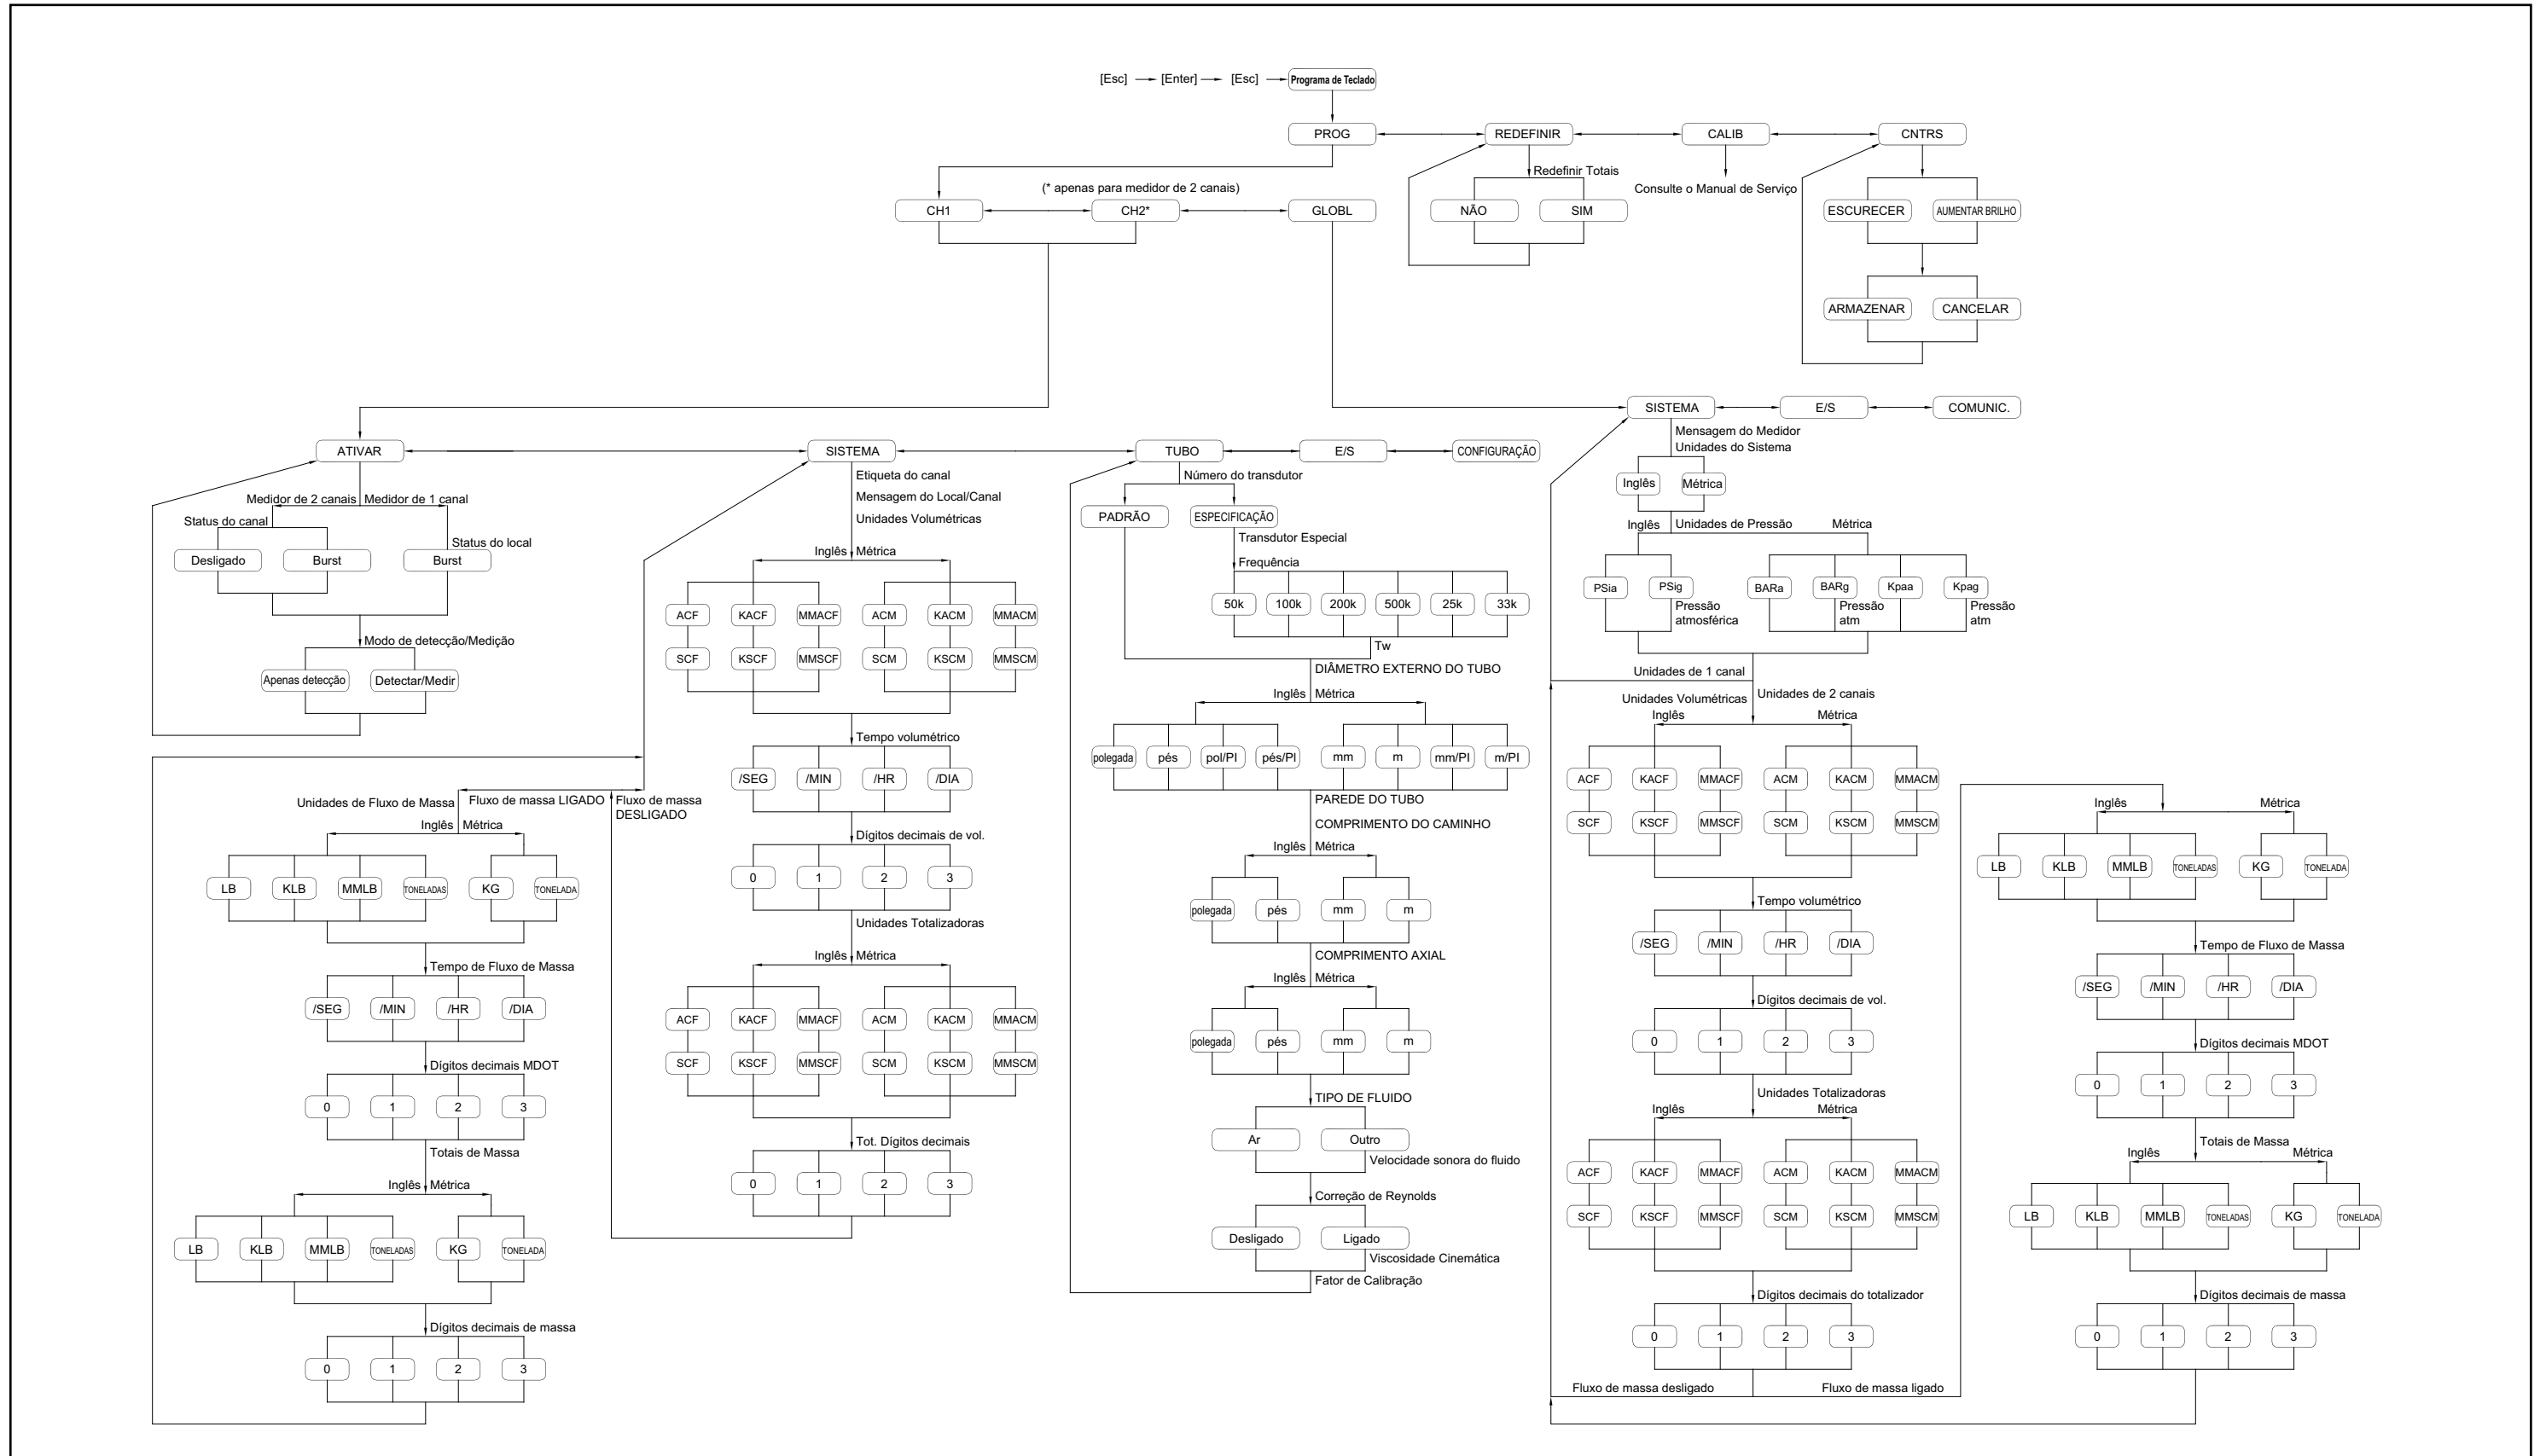 [Esc] [Enter] [Esc] Programa de Teclado
PROG REDEFINIR CALIB CNTRS
Redefinir Totais
Consulte o Manual de Serviço
(* apenas para medidor de 2 canais)
CH1 CH2* GLOBL
NÃO SIM
ESCURECER AUMENTAR BRILHO
ARMAZENAR CANCELAR
ATIVAR SISTEMA TUBO E/S CONFIGURAÇÃO
Medidor de 2 canais Medidor de 1 canal
Status do canal
Status do local
Desligado Burst Burst
Modo de detecção/Medição
Apenas detecção Detectar/Medir
Etiqueta do canal
Mensagem do Local/Canal
Unidades Volumétricas
Inglês Métrica
ACF KACF MMACF ACM KACM MMACM
SCF KSCF MMSCF SCM KSCM MMSCM
Tempo volumétrico
/SEG /MIN /HR /DIA
Dígitos decimais de vol.
0 1 2 3
Unidades Totalizadoras
Inglês Métrica
ACF KACF MMACF ACM KACM MMACM
SCF KSCF MMSCF SCM KSCM MMSCM
Tot. Dígitos decimais
0 1 2 3
Unidades de Fluxo de Massa
Fluxo de massa LIGADO
Fluxo de massa
DESLIGADO
Inglês Métrica
LB KLB MMLB TONELADAS KG TONELADA
Tempo de Fluxo de Massa
/SEG /MIN /HR /DIA
Dígitos decimais MDOT
0 1 2 3
Totais de Massa
Inglês Métrica
LB KLB MMLB TONELADAS KG TONELADA
Dígitos decimais de massa
0 1 2 3
Número do transdutor
PADRÃO ESPECIFICAÇÃO
Transdutor Especial
Frequência
50k 100k 200k 500k 25k 33k
Tw
DIÂMETRO EXTERNO DO TUBO
Inglês Métrica
polegada pés pol/PI pés/PI mm m mm/PI m/PI
PAREDE DO TUBO
COMPRIMENTO DO CAMINHO
Inglês Métrica
polegada pés mm m
COMPRIMENTO AXIAL
Inglês Métrica
polegada pés mm m
TIPO DE FLUIDO
Ar Outro
Velocidade sonora do fluido
Correção de Reynolds
Desligado Ligado
Viscosidade Cinemática
Fator de Calibração
SISTEMA E/S COMUNIC.
Mensagem do Medidor
Unidades do Sistema
Inglês Métrica
Inglês Unidades de Pressão Métrica
PSia PSig BARa BARg Kpaa Kpag
Pressão
atmosférica
Pressão
atm
Pressão
atm
Unidades de 1 canal
Unidades Volumétricas
Unidades de 2 canais
Inglês Métrica
ACF KACF MMACF ACM KACM MMACM
SCF KSCF MMSCF SCM KSCM MMSCM
Tempo volumétrico
/SEG /MIN /HR /DIA
Dígitos decimais de vol.
0 1 2 3
Unidades Totalizadoras
Inglês Métrica
ACF KACF MMACF ACM KACM MMACM
SCF KSCF MMSCF SCM KSCM MMSCM
Dígitos decimais do totalizador
0 1 2 3
Fluxo de massa desligado Fluxo de massa ligado
Inglês Métrica
LB KLB MMLB TONELADAS KG TONELADA
Tempo de Fluxo de Massa
/SEG /MIN /HR /DIA
Dígitos decimais MDOT
0 1 2 3
Totais de Massa
Inglês Métrica
LB KLB MMLB TONELADAS KG TONELADA
Dígitos decimais de massa
0 1 2 3